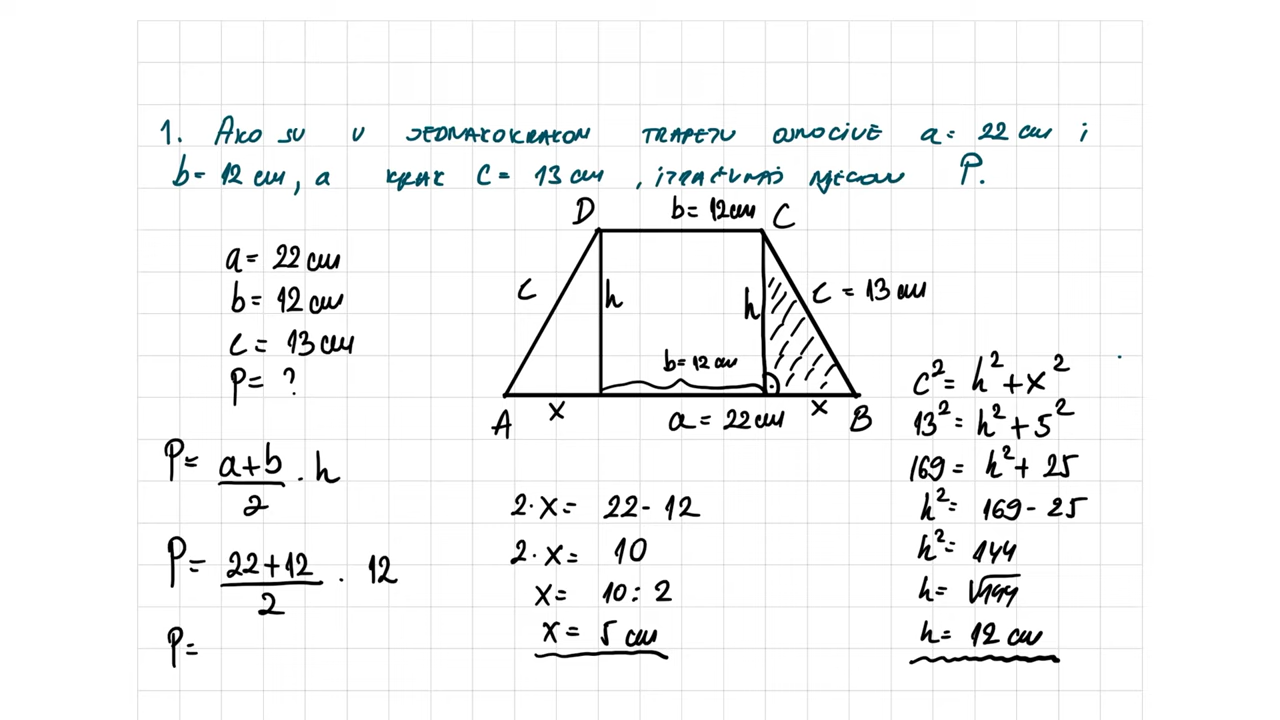 1. AKO SU U JEDNAKOKRAKOM TRAPEZU OSNOVICE a = 22 cm i
b = 12 cm, a KRAK c = 13 cm, IZRAČUNAJ NJEGOVU P.
D
b = 12 cm
C
a = 22 cm
b = 12 cm
c = 13 cm
P = ?
c
h
h
c = 13 cm
b = 12 cm
A
x
a = 22 cm
x
B
P = a+b/2 · h
P = 22+12/2 · 12
P =
2·x = 22 - 12
2·x = 10
x = 10 : 2
x = 5 cm
c² = h² + x²
13² = h² + 5²
169 = h² + 25
h² = 169 - 25
h² = 144
h = √144
h = 12 cm